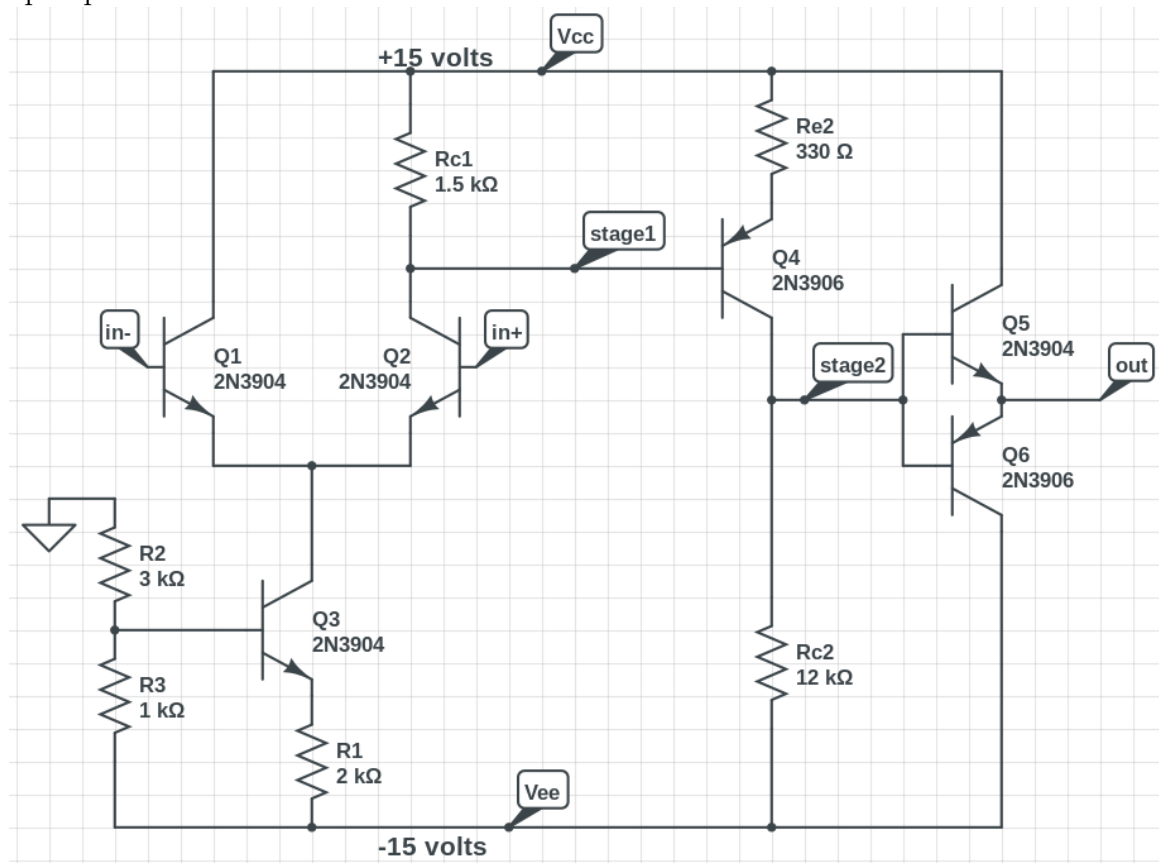 Vcc
+15 volts
Re2
330 Ω
Rc1
1.5 kΩ
stage1
Q4
2N3906
in-
in+
Q5
2N3904
Q1
2N3904
Q2
2N3904
stage2
out
Q6
2N3906
R2
3 kΩ
Q3
2N3904
Rc2
12 kΩ
R3
1 kΩ
R1
2 kΩ
Vee
-15 volts